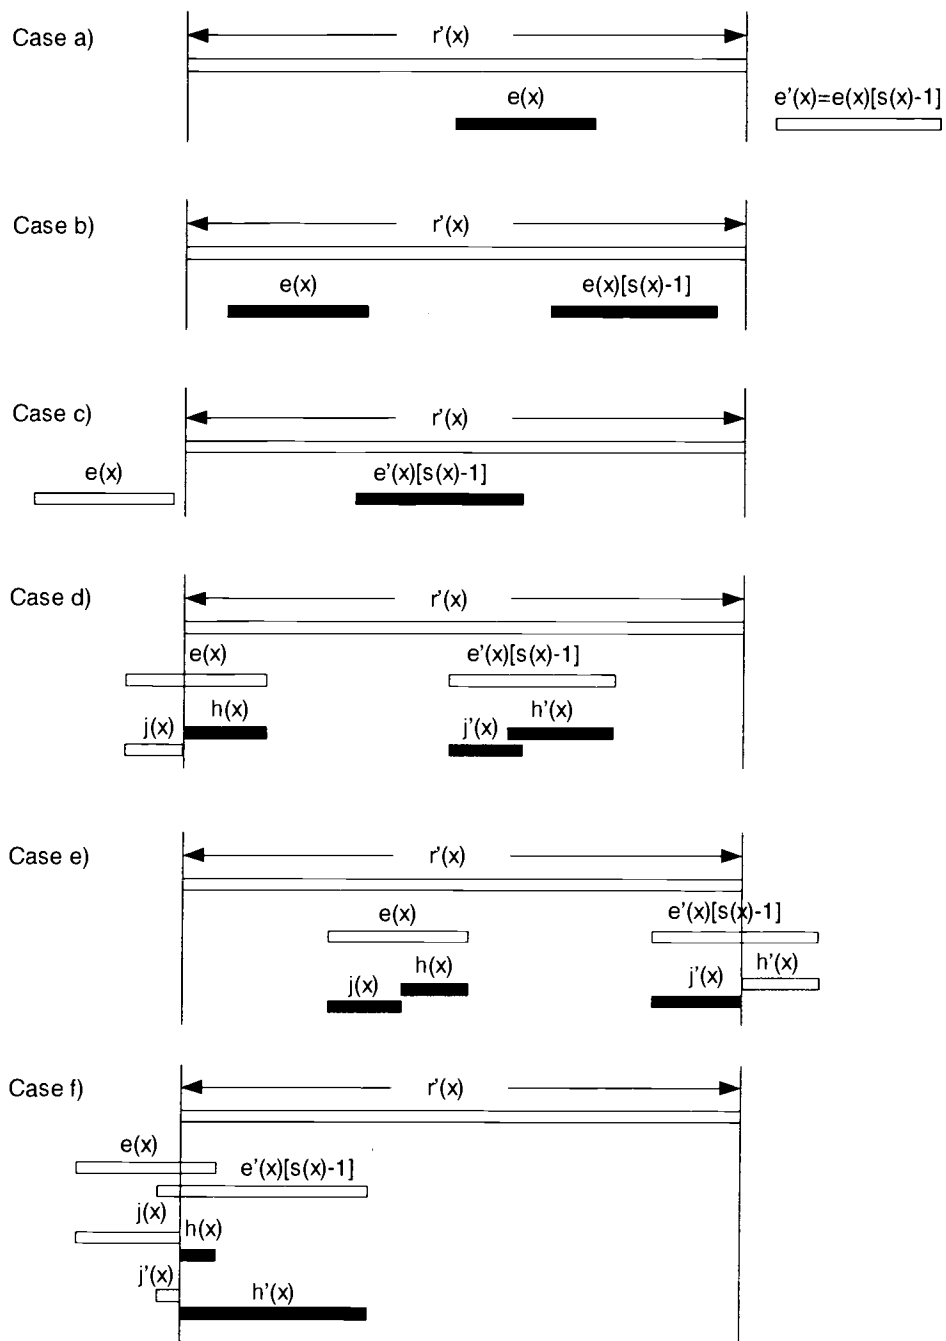 Case a)
r'(x)
e(x)
e'(x)=e(x)[s(x)-1]
Case b)
r'(x)
e(x)
e(x)[s(x)-1]
Case c)
r'(x)
e(x)
e'(x)[s(x)-1]
Case d)
r'(x)
e(x)
e'(x)[s(x)-1]
h(x)
h'(x)
j(x)
j'(x)
Case e)
r'(x)
e(x)
e'(x)[s(x)-1]
h(x)
h'(x)
j(x)
j'(x)
Case f)
r'(x)
e(x)
e'(x)[s(x)-1]
j(x)
h(x)
j'(x)
h'(x)